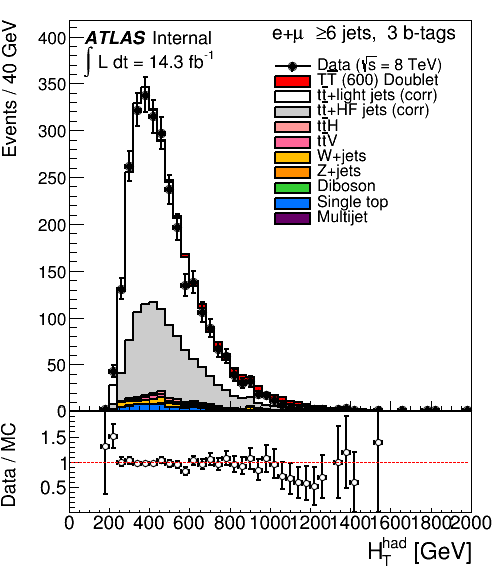 ATLAS Internal
∫ L dt = 14.3 fb⁻¹
e+μ ≥6 jets, 3 b-tags
Data (√s = 8 TeV)
TT̅ (600) Doublet
tt̅+light jets (corr)
tt̅+HF jets (corr)
tt̅H
tt̅V
W+jets
Z+jets
Diboson
Single top
Multijet
Events / 40 GeV
400
350
300
250
200
150
100
50
0
Data / MC
1.5
1
0.5
0 200 400 600 800 1000 1200 1400 1600 1800 2000
H_T^had [GeV]